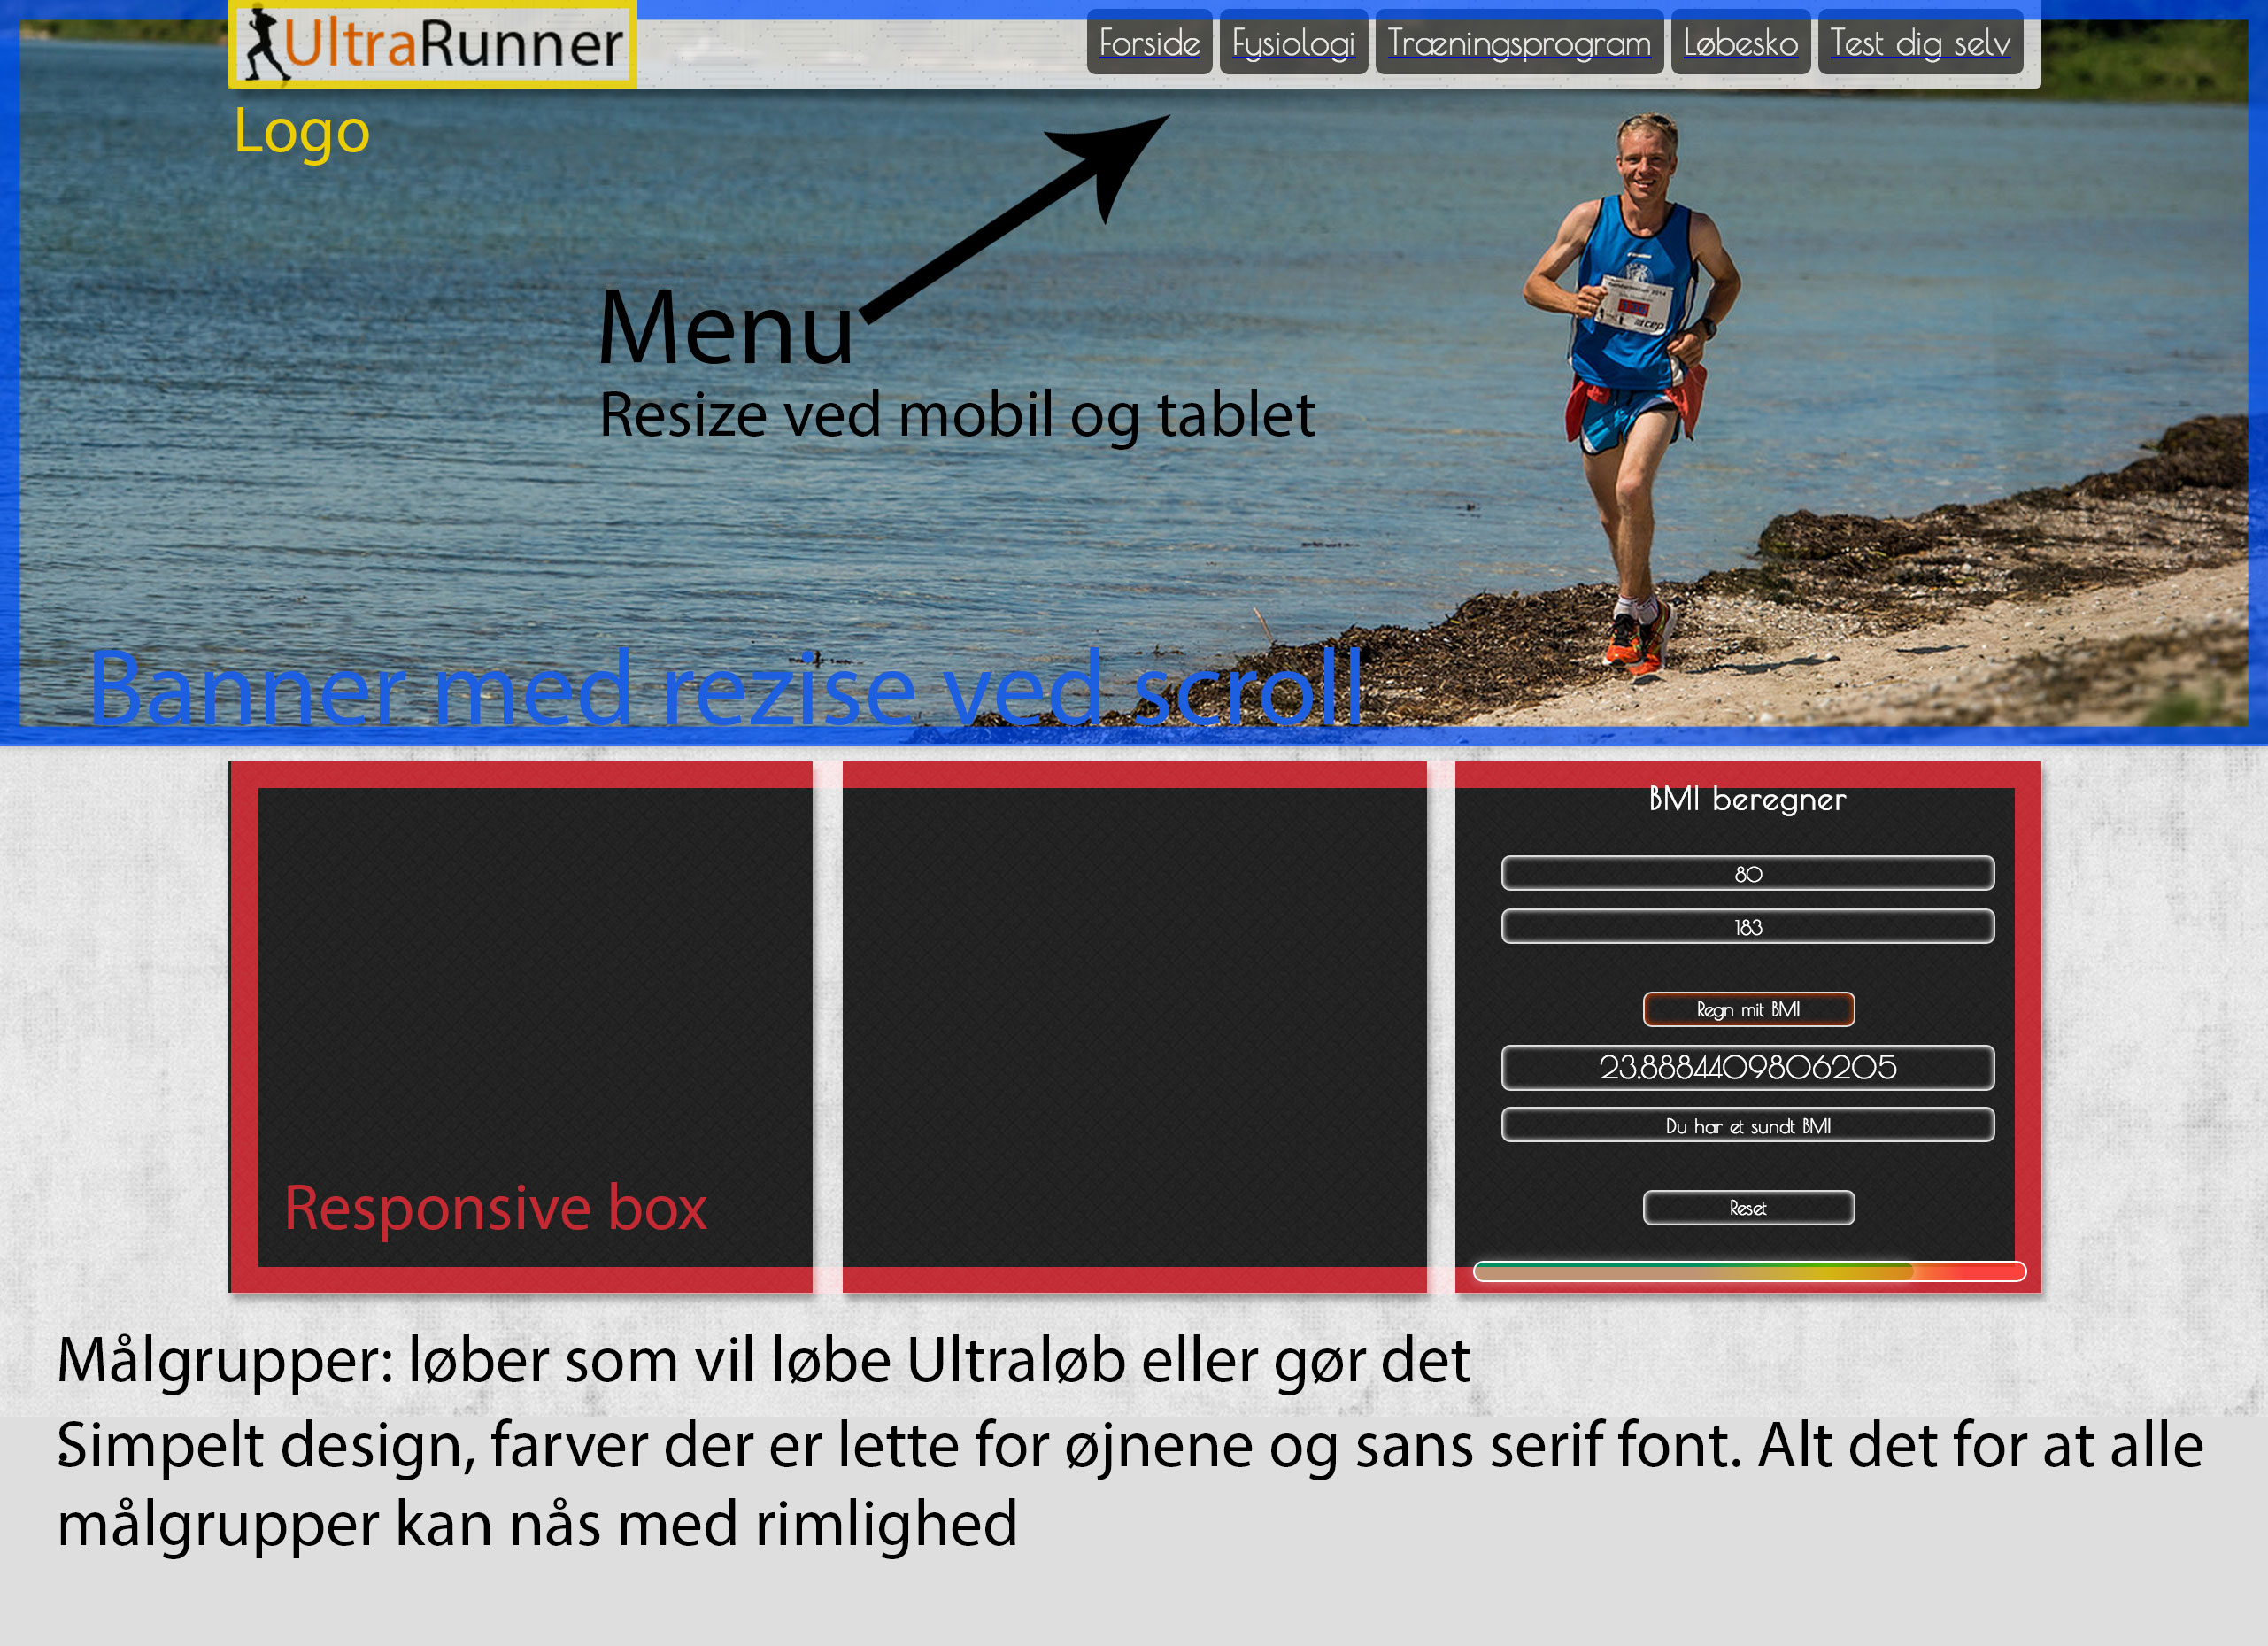 UltraRunner
Forside Fysiologi Træningsprogram Løbesko Test dig selv
Logo
Menu
Resize ved mobil og tablet
cep
Banner med rezise ved scroll
BMI beregner
80
183
Regn mit BMI
23.8884409806205
Du har et sundt BMI
Reset
Responsive box
Målgrupper: løber som vil løbe Ultraløb eller gør det
Simpelt design, farver der er lette for øjnene og sans serif font. Alt det for at alle
målgrupper kan nås med rimlighed